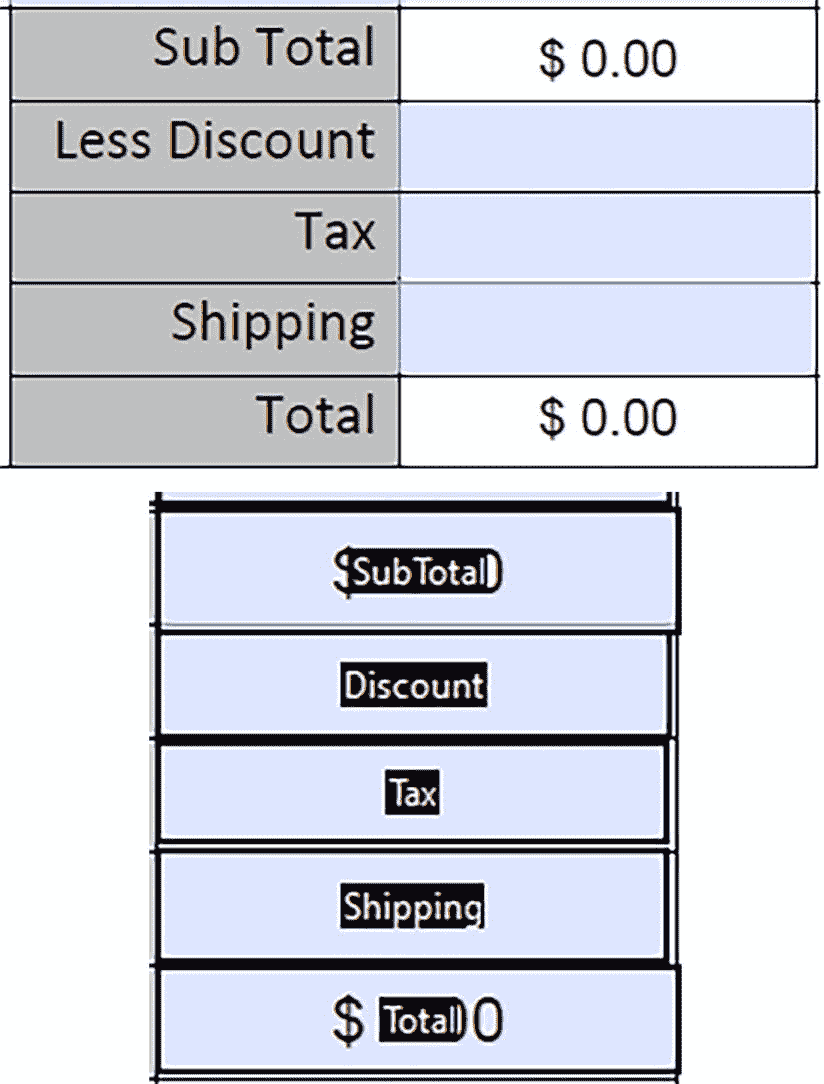 Sub Total $ 0.00
Less Discount
Tax
Shipping
Total $ 0.00
$ SubTotal
Discount
Tax
Shipping
$ Total 0